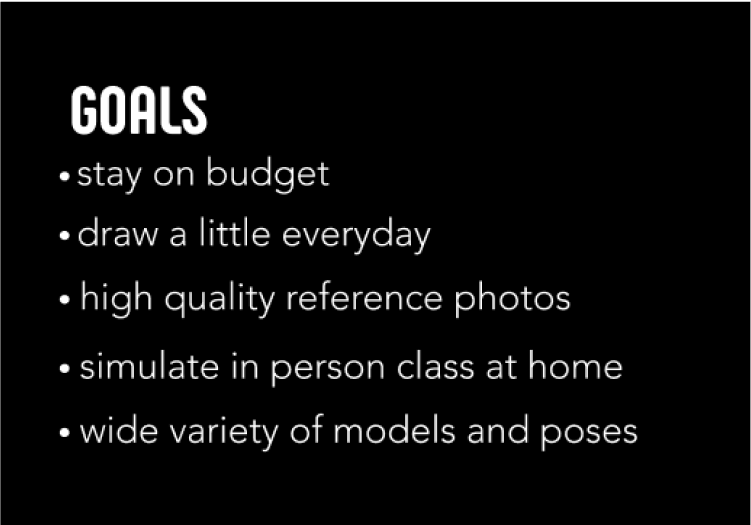 GOALS
• stay on budget
• draw a little everyday
• high quality reference photos
• simulate in person class at home
• wide variety of models and poses